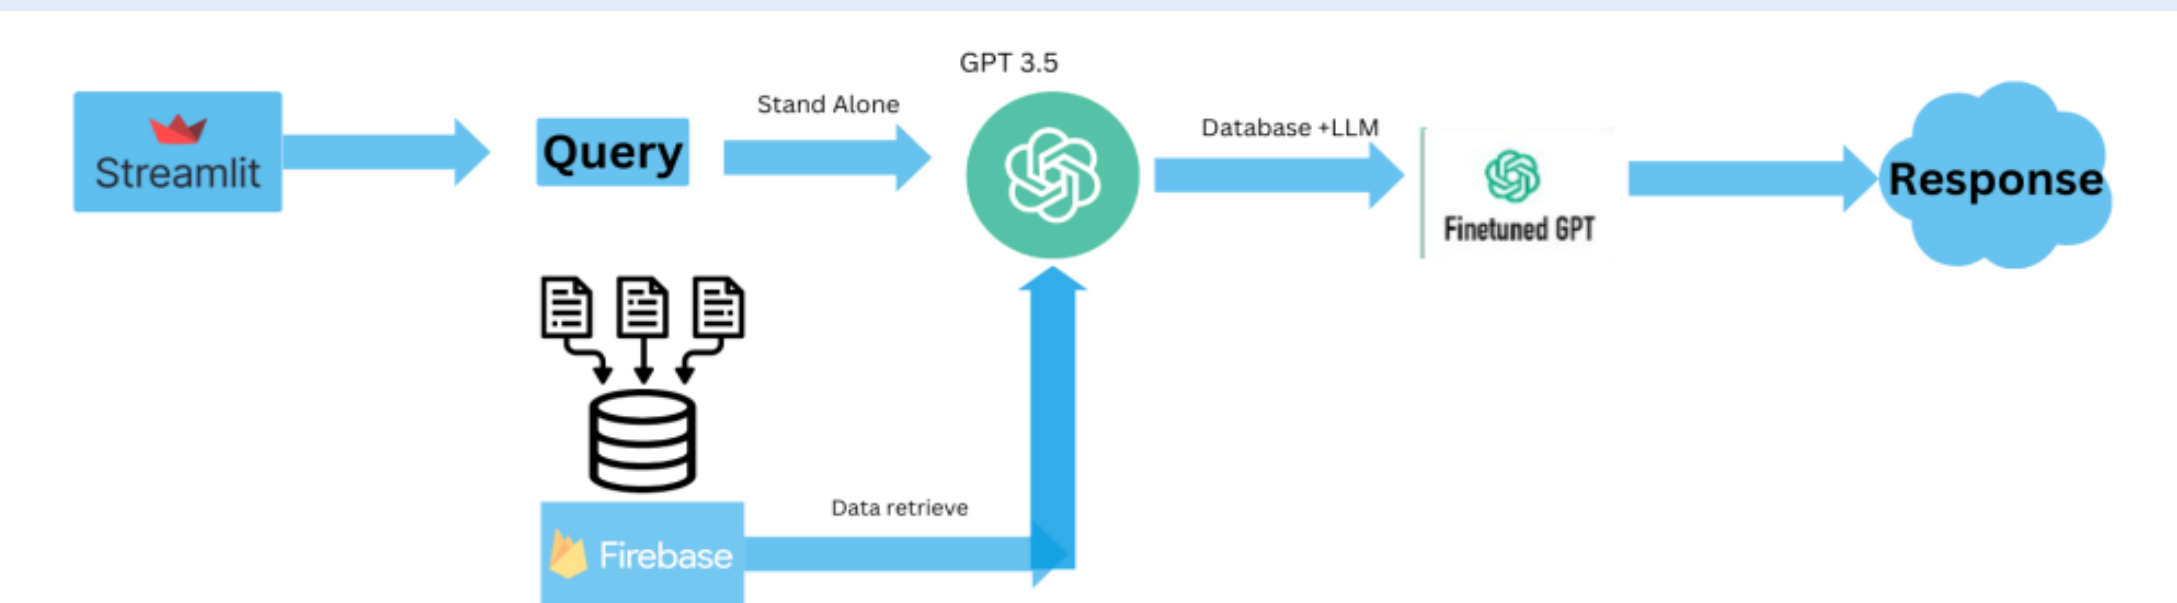 GPT 3.5
Stand Alone
Database +LLM
Streamlit
Query
Response
Finetuned GPT
Data retrieve
Firebase